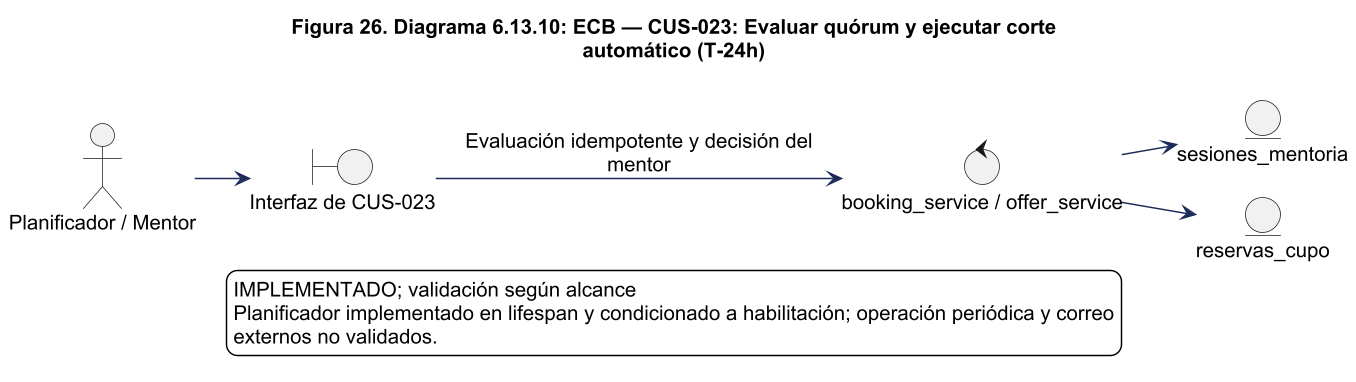 Figura 26. Diagrama 6.13.10: ECB — CUS-023: Evaluar quórum y ejecutar corte
automático (T-24h)
Evaluación idempotente y decisión del
mentor
Planificador / Mentor
Interfaz de CUS-023
booking_service / offer_service
sesiones_mentoria
reservas_cupo
IMPLEMENTADO; validación según alcance
Planificador implementado en lifespan y condicionado a habilitación; operación periódica y correo
externos no validados.